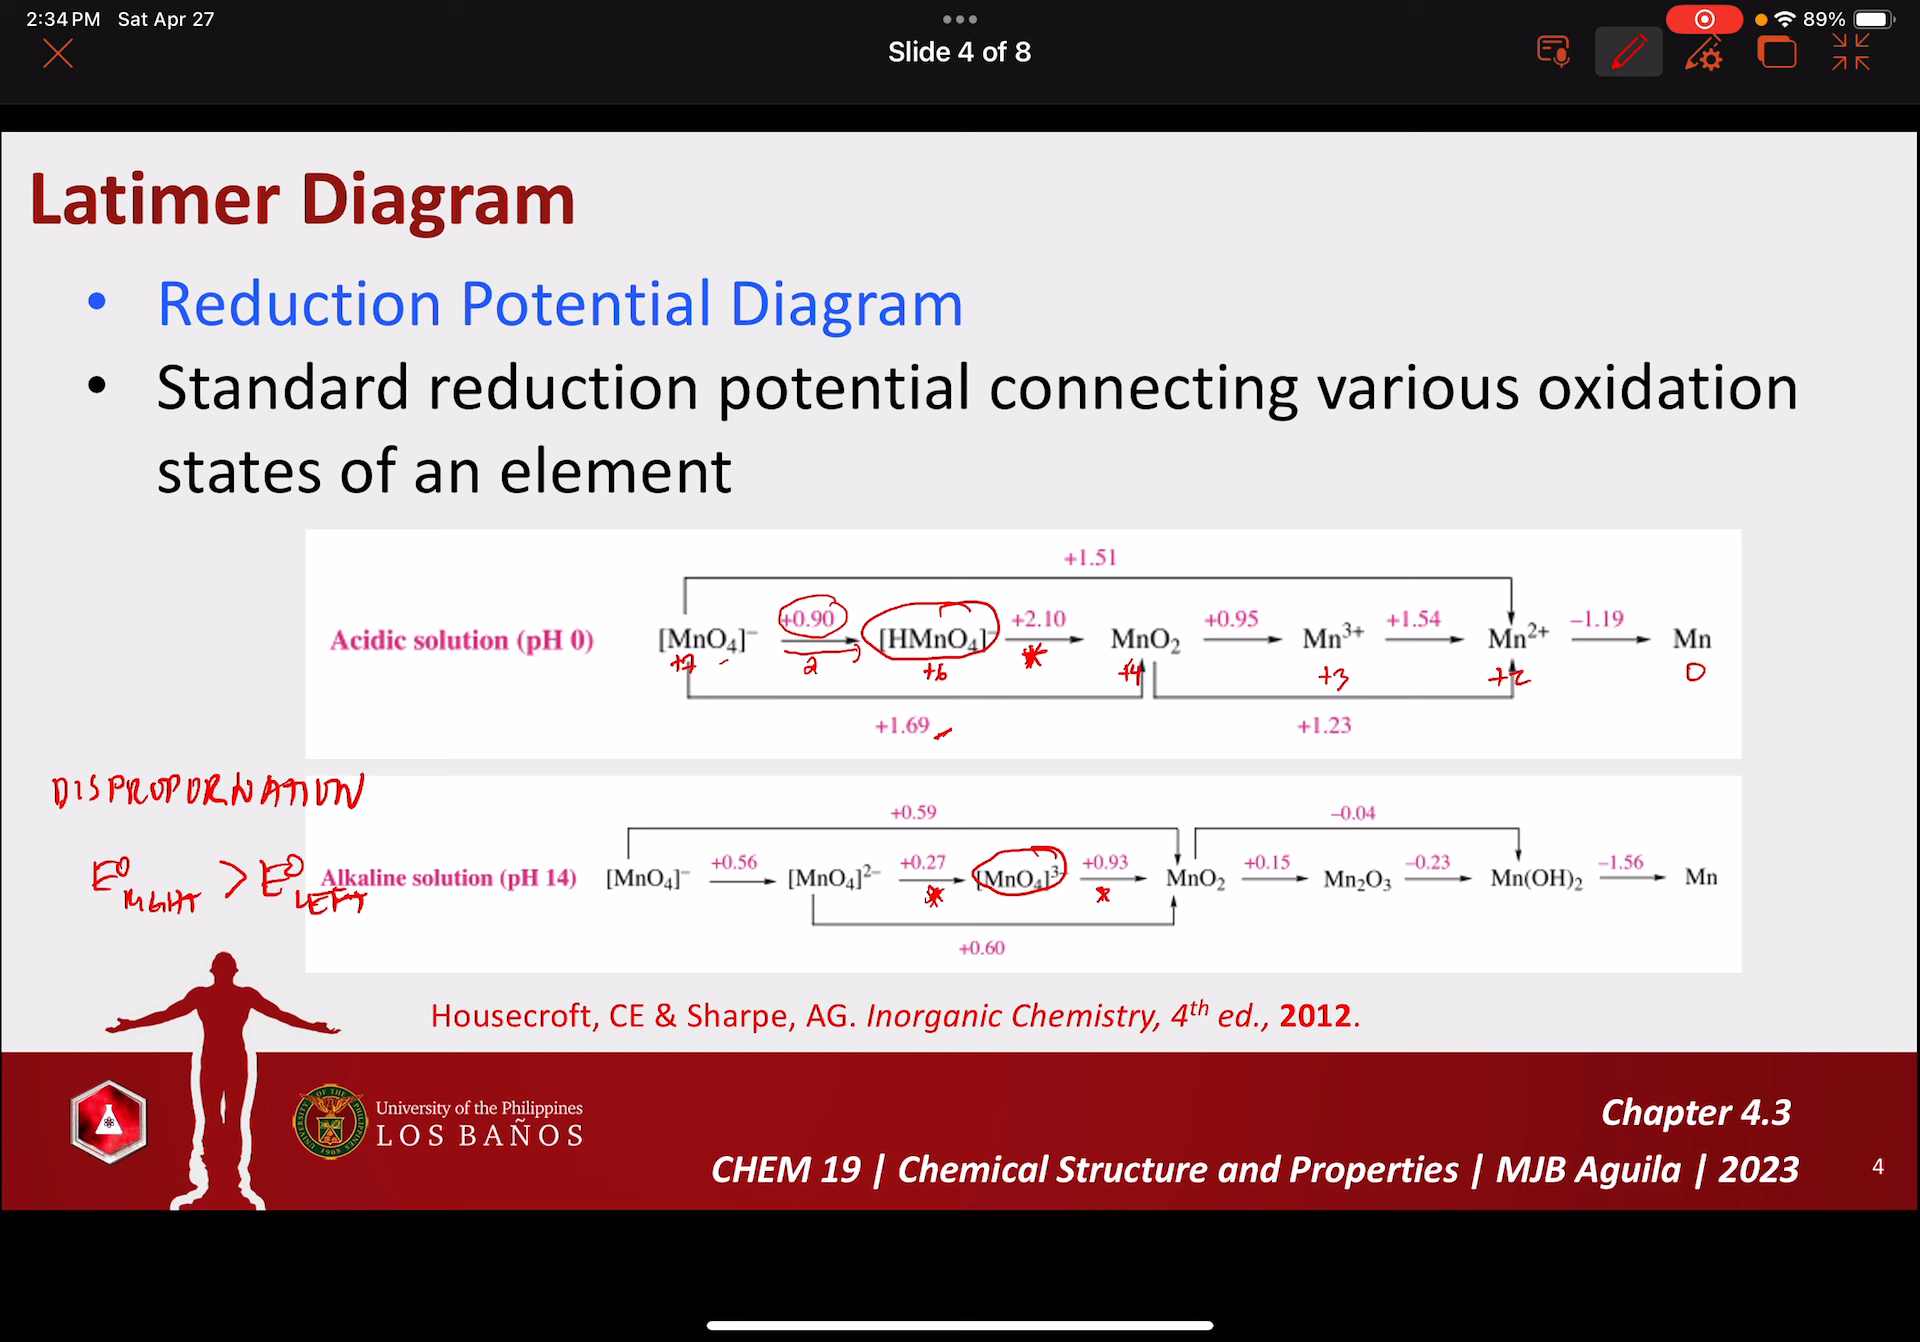 2:34 PM Sat Apr 27
89%
Slide 4 of 8
Latimer Diagram
• Reduction Potential Diagram
• Standard reduction potential connecting various oxidation
states of an element
+1.51
Acidic solution (pH 0) [MnO₄]⁻ +0.90 [HMnO₄]⁻ +2.10 MnO₂ +0.95 Mn³⁺ +1.54 Mn²⁺ −1.19 Mn
+7 2 +6 * +4 +3 +2 0
+1.69 +1.23
DISPROPORNATION
+0.59 −0.04
E⁰ RIGHT > E⁰ LEFT
Alkaline solution (pH 14) [MnO₄]⁻ +0.56 [MnO₄]²⁻ +0.27 [MnO₄]³⁻ +0.93 MnO₂ +0.15 Mn₂O₃ −0.23 Mn(OH)₂ −1.56 Mn
* *
+0.60
Housecroft, CE & Sharpe, AG. Inorganic Chemistry, 4th ed., 2012.
University of the Philippines
LOS BAÑOS
Chapter 4.3
CHEM 19 | Chemical Structure and Properties | MJB Aguila | 2023
4